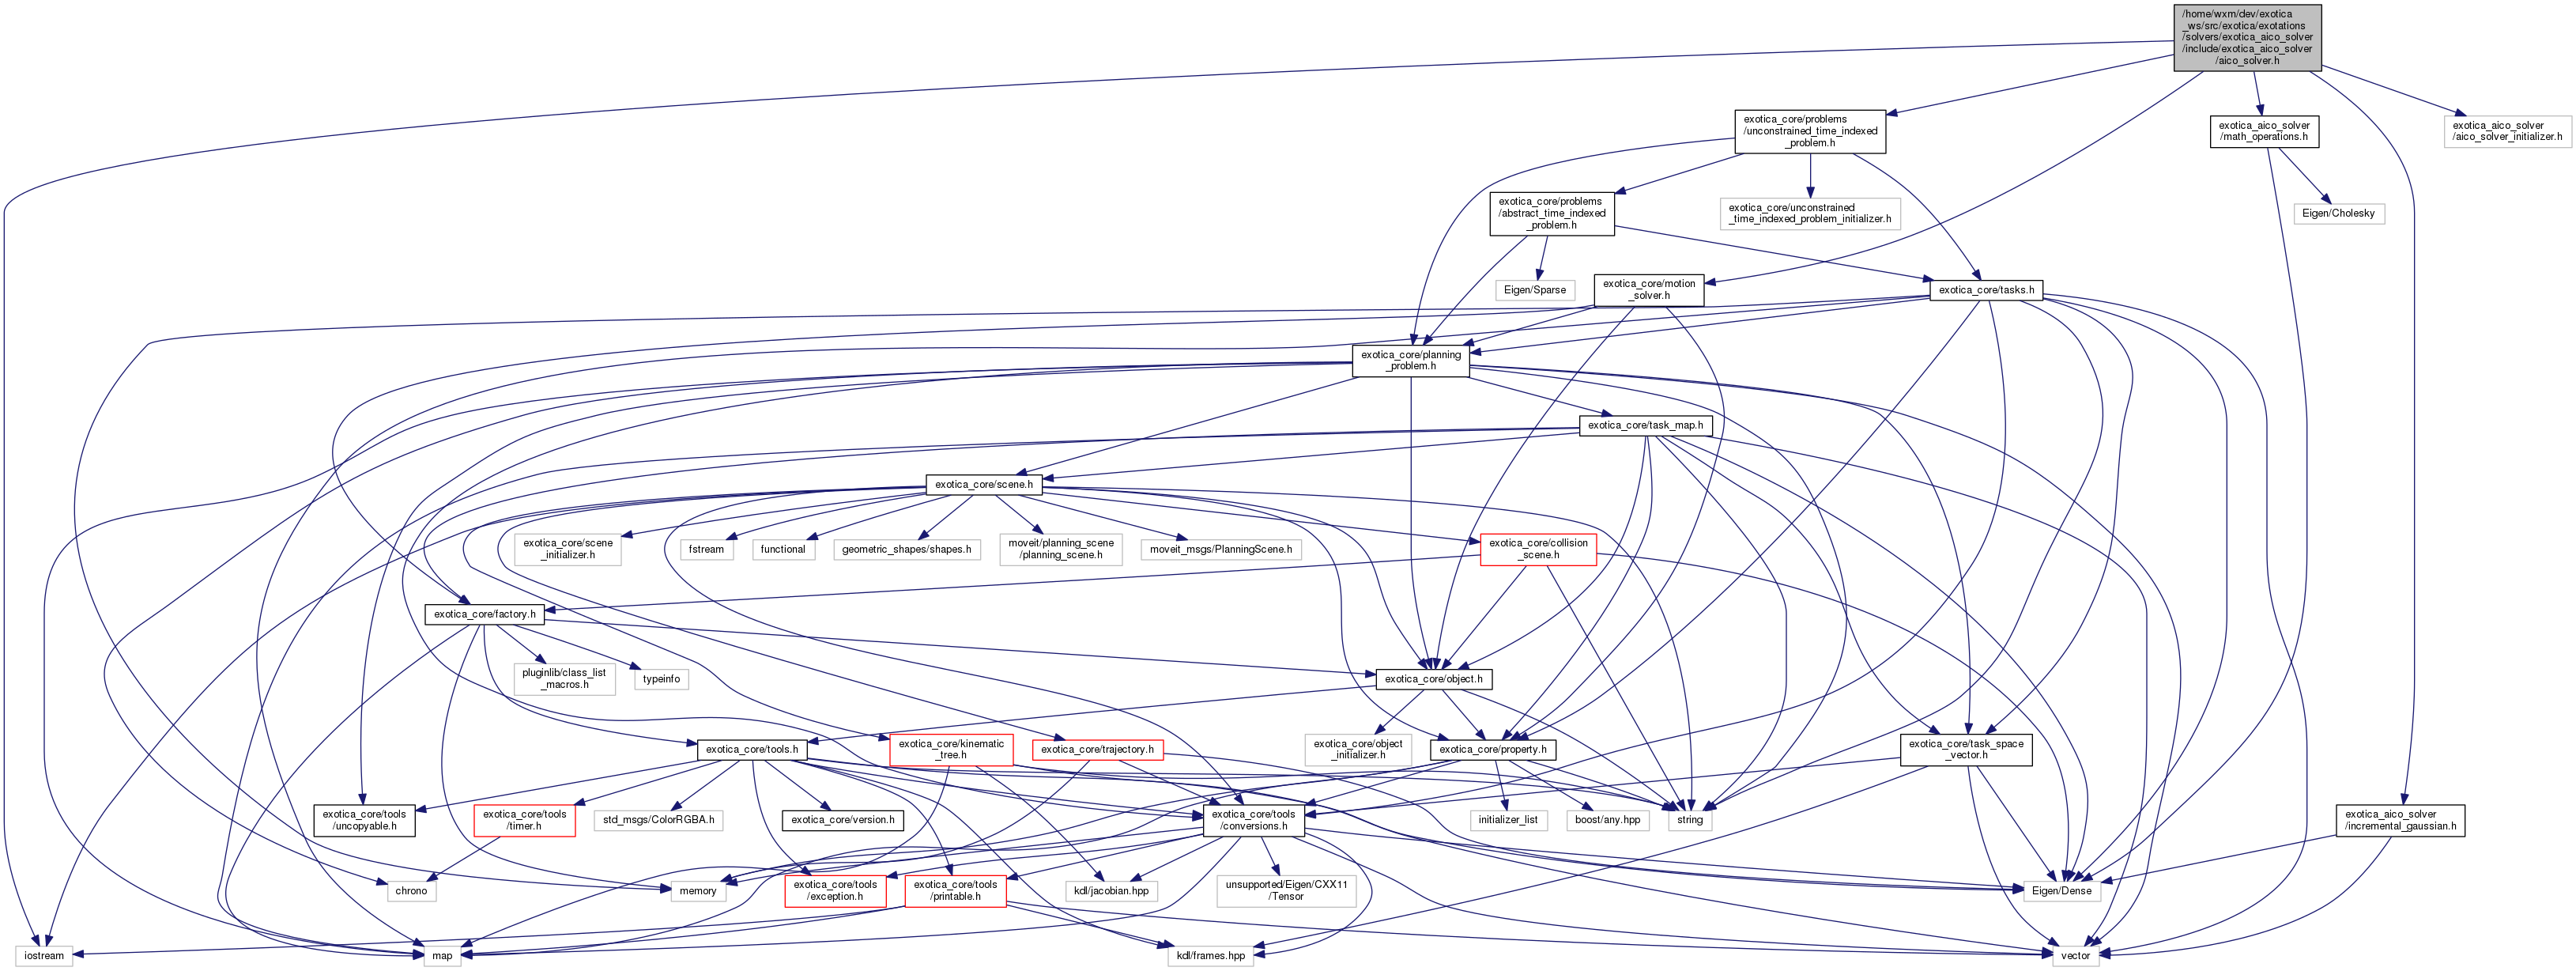 /home/wxm/dev/exotica
_ws/src/exotica/exotations
/solvers/exotica_aico_solver
/include/exotica_aico_solver
/aico_solver.h
exotica_core/problems
/unconstrained_time_indexed
_problem.h
exotica_aico_solver
/math_operations.h
exotica_aico_solver
/aico_solver_initializer.h
exotica_core/problems
/abstract_time_indexed
_problem.h
exotica_core/unconstrained
_time_indexed_problem_initializer.h
Eigen/Cholesky
Eigen/Sparse
exotica_core/motion
_solver.h
exotica_core/tasks.h
exotica_core/planning
_problem.h
exotica_core/task_map.h
exotica_core/scene.h
exotica_core/scene
_initializer.h
fstream
functional
geometric_shapes/shapes.h
moveit/planning_scene
/planning_scene.h
moveit_msgs/PlanningScene.h
exotica_core/collision
_scene.h
exotica_core/factory.h
pluginlib/class_list
_macros.h
typeinfo
exotica_core/object.h
exotica_core/tools.h
exotica_core/kinematic
_tree.h
exotica_core/trajectory.h
exotica_core/object
_initializer.h
exotica_core/property.h
exotica_core/task_space
_vector.h
exotica_core/tools
/uncopyable.h
exotica_core/tools
/timer.h
std_msgs/ColorRGBA.h
exotica_core/version.h
exotica_core/tools
/conversions.h
initializer_list
boost/any.hpp
string
exotica_aico_solver
/incremental_gaussian.h
chrono
memory
exotica_core/tools
/exception.h
exotica_core/tools
/printable.h
kdl/jacobian.hpp
unsupported/Eigen/CXX11
/Tensor
Eigen/Dense
iostream
map
kdl/frames.hpp
vector